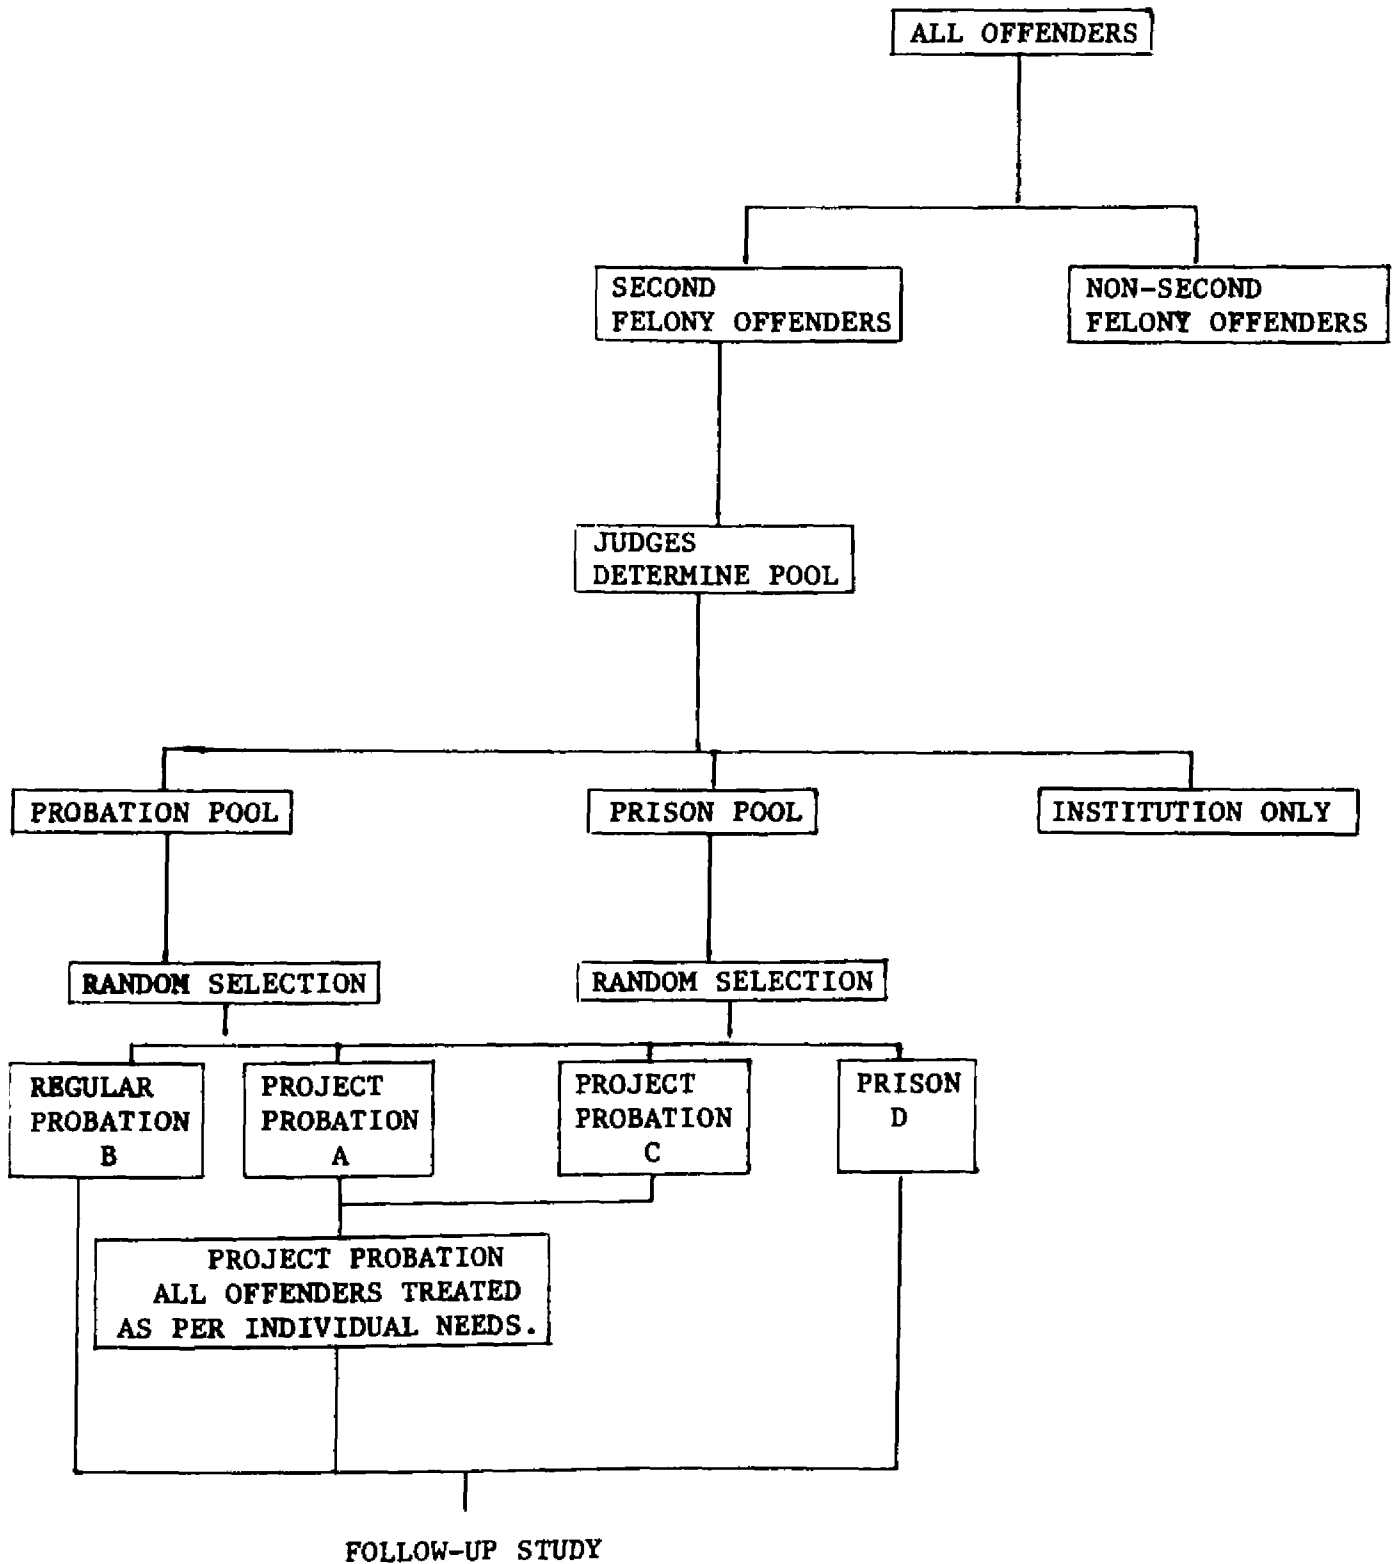 ALL OFFENDERS
SECOND
FELONY OFFENDERS
NON-SECOND
FELONY OFFENDERS
JUDGES
DETERMINE POOL
PROBATION POOL
PRISON POOL
INSTITUTION ONLY
RANDOM SELECTION
RANDOM SELECTION
REGULAR
PROBATION
B
PROJECT
PROBATION
A
PROJECT
PROBATION
C
PRISON
D
PROJECT PROBATION
ALL OFFENDERS TREATED
AS PER INDIVIDUAL NEEDS.
FOLLOW-UP STUDY